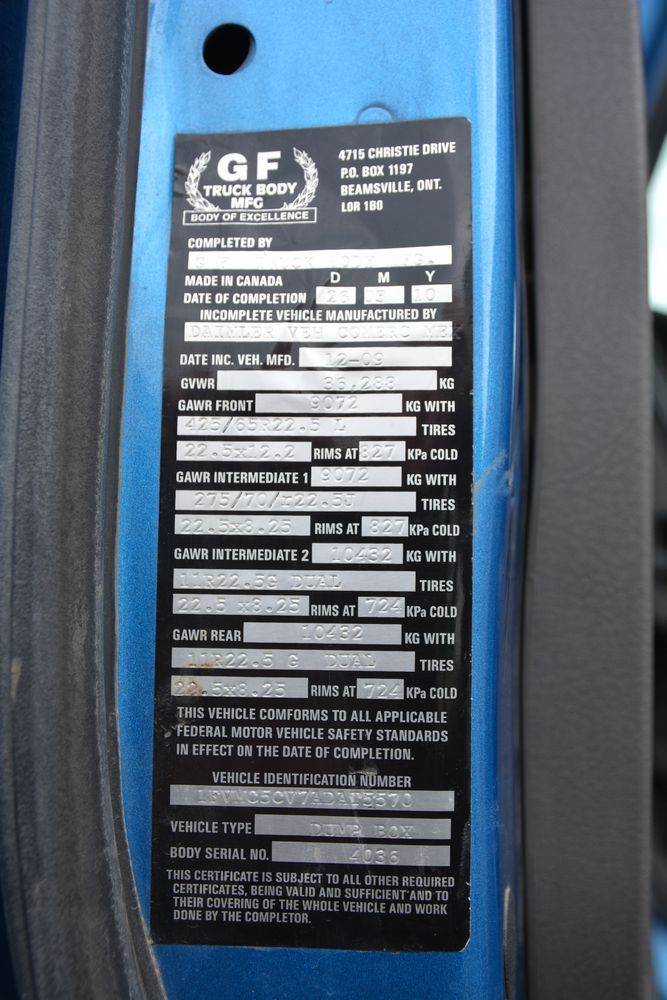 GF
TRUCK BODY
MFG
BODY OF EXCELLENCE
4715 CHRISTIE DRIVE
P.O. BOX 1197
BEAMSVILLE, ONT.
LOR 1B0
COMPLETED BY
G F TRUCK ODY
MADE IN CANADA D M Y
DATE OF COMPLETION 26 10
INCOMPLETE VEHICLE MANUFACTURED BY
DAIMLER VEH COMERC MEX
DATE INC. VEH. MFD. 12-09
GVWR 36,288 KG
GAWR FRONT 9072 KG WITH
425/65R22.5 L TIRES
22.5x12.2 RIMS AT 827 KPa COLD
GAWR INTERMEDIATE 1 9072 KG WITH
275/70/r22.5J TIRES
22.5x8.25 RIMS AT 827 KPa COLD
GAWR INTERMEDIATE 2 10432 KG WITH
11R22.5G DUAL TIRES
22.5 x8.25 RIMS AT 724 KPa COLD
GAWR REAR 10432 KG WITH
11R22.5 G DUAL TIRES
22.5x8.25 RIMS AT 724 KPa COLD
THIS VEHICLE COMFORMS TO ALL APPLICABLE
FEDERAL MOTOR VEHICLE SAFETY STANDARDS
IN EFFECT ON THE DATE OF COMPLETION.
VEHICLE IDENTIFICATION NUMBER
1FVMC5CV7ADAT5570
VEHICLE TYPE DUMP BOX
BODY SERIAL NO. 4036
THIS CERTIFICATE IS SUBJECT TO ALL OTHER REQUIRED
CERTIFICATES, BEING VALID AND SUFFICIENT AND TO
THEIR COVERING OF THE WHOLE VEHICLE AND WORK
DONE BY THE COMPLETOR.